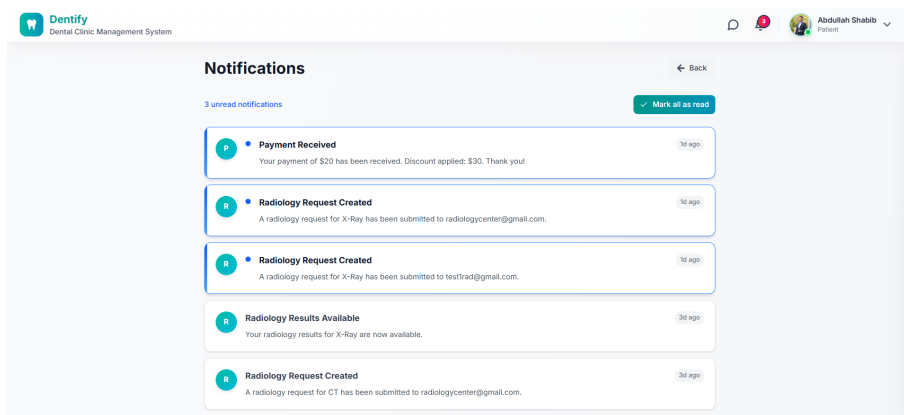 Dentify
Dental Clinic Management System
3
Abdullah Shabib
Patient
Notifications
← Back
3 unread notifications
✓ Mark all as read
P
Payment Received
1d ago
Your payment of $20 has been received. Discount applied: $30. Thank you!
R
Radiology Request Created
1d ago
A radiology request for X-Ray has been submitted to radiologycenter@gmail.com.
R
Radiology Request Created
1d ago
A radiology request for X-Ray has been submitted to test1rad@gmail.com.
R
Radiology Results Available
3d ago
Your radiology results for X-Ray are now available.
R
Radiology Request Created
3d ago
A radiology request for CT has been submitted to radiologycenter@gmail.com.